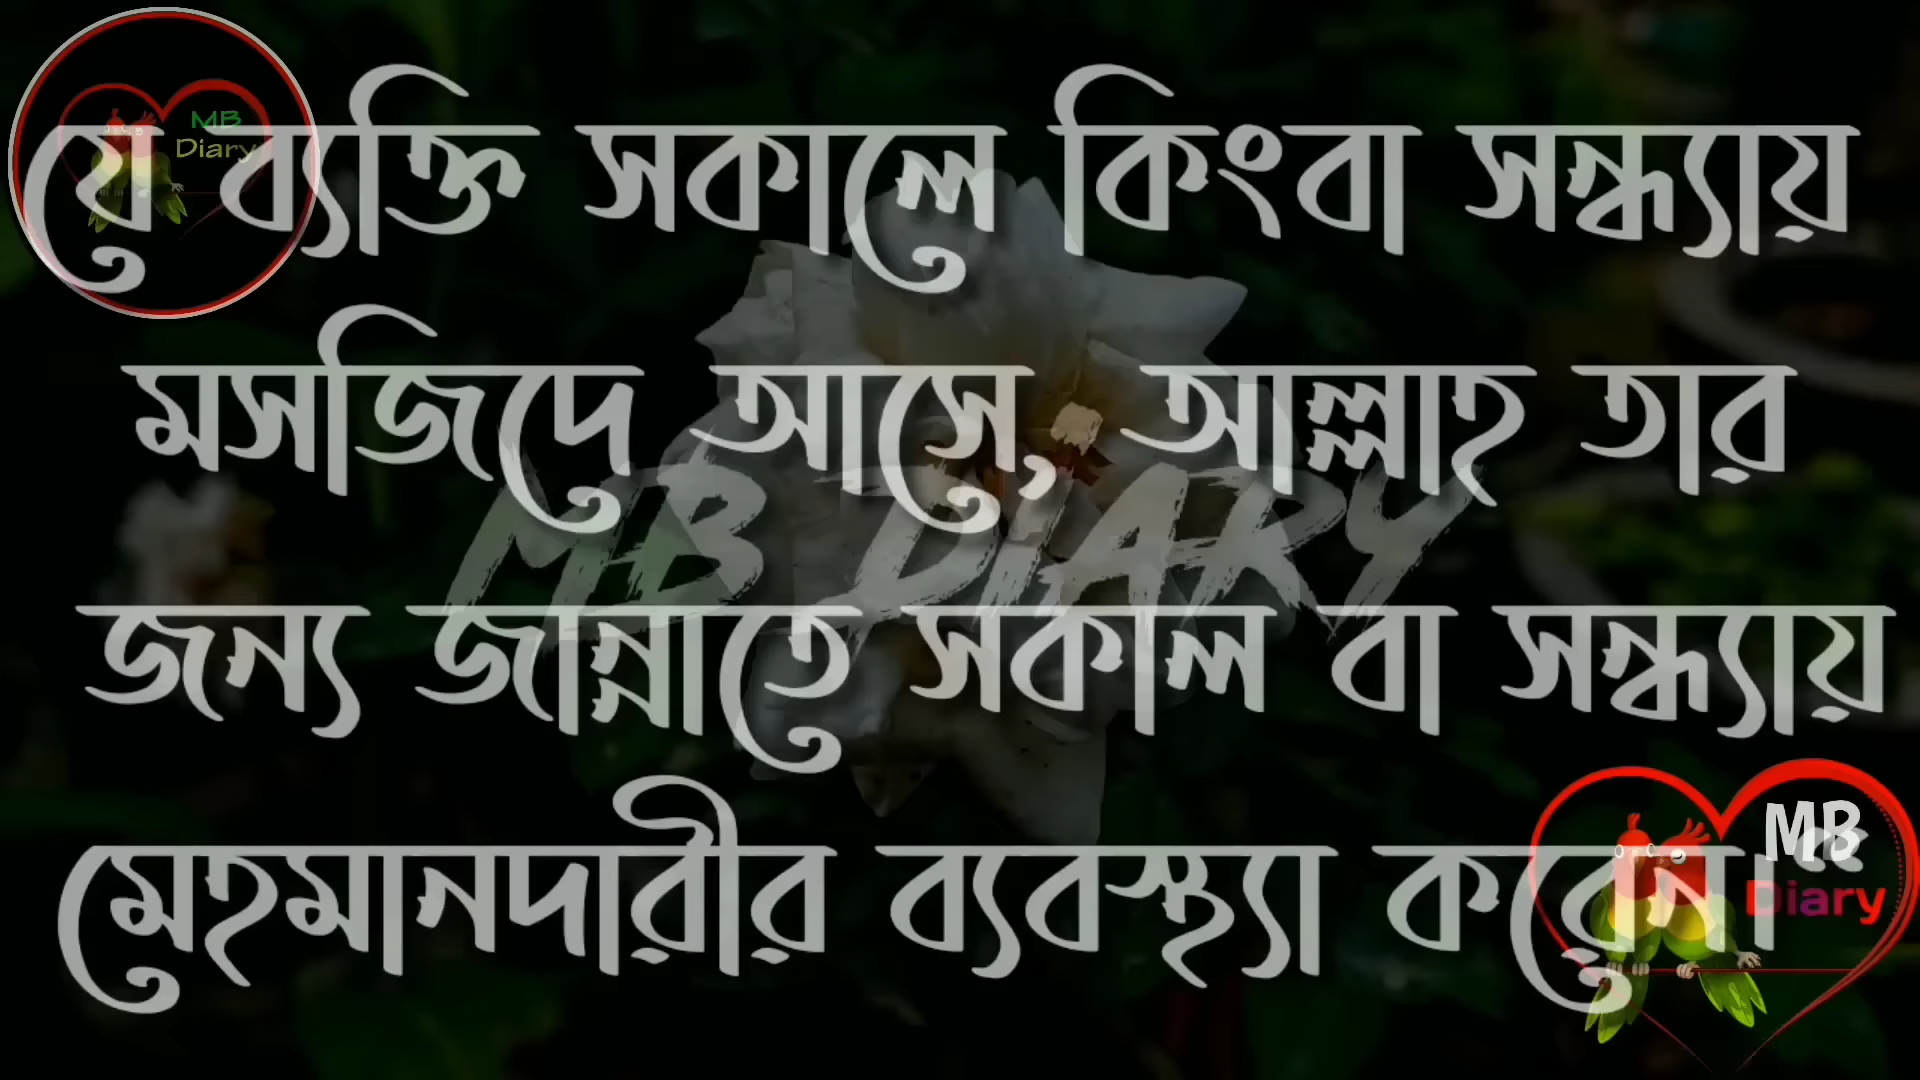 MB
Diary
যে ব্যক্তি সকালে কিংবা সন্ধ্যায়
মসজিদে আসে, আল্লাহ তার
MB DiARY
জন্য জান্নাতে সকাল বা সন্ধ্যায়
মেহমানদারীর ব্যবস্থ্যা করেন।
MB
Diary